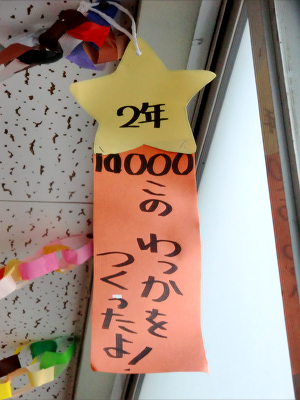 2年
10000
この
わっかを
つくったよ!